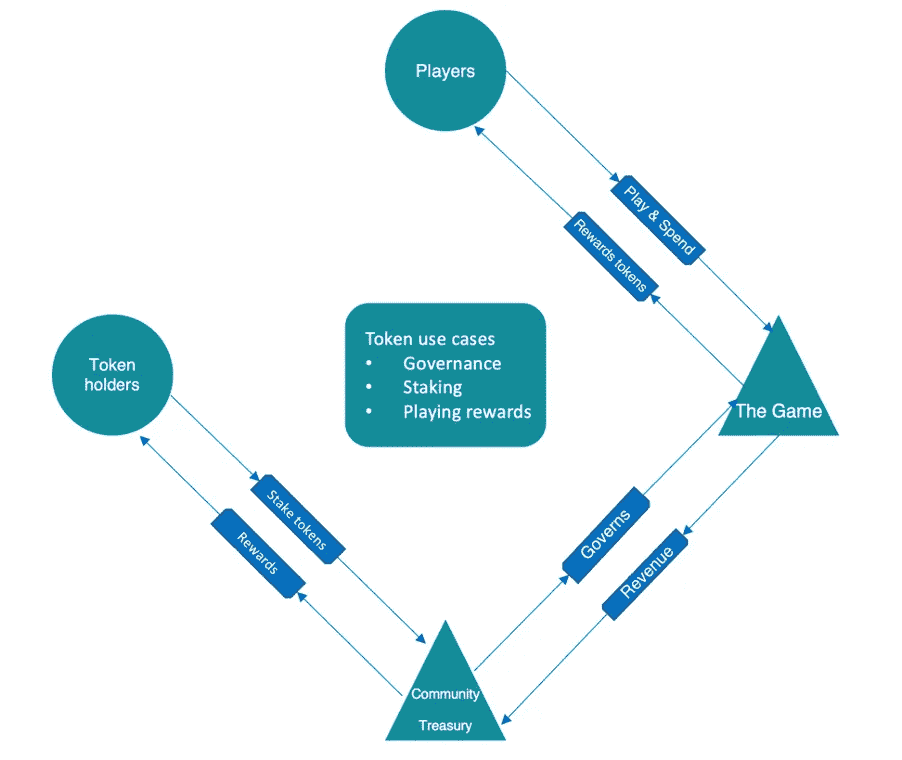 Players
Play & Spend
Rewards tokens
Token use cases
• Governance
• Staking
• Playing rewards
Token
holders
The Game
Stake tokens
Rewards
Governs
Revenue
Community
Treasury